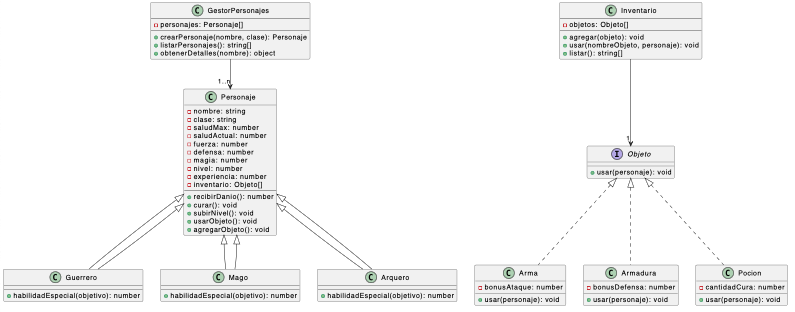 C GestorPersonajes
personajes: Personaje[]
crearPersonaje(nombre, clase): Personaje
listarPersonajes(): string[]
obtenerDetalles(nombre): object
1..n
C Personaje
nombre: string
clase: string
saludMax: number
saludActual: number
fuerza: number
defensa: number
magia: number
nivel: number
experiencia: number
inventario: Objeto[]
recibirDanio(): number
curar(): void
subirNivel(): void
usarObjeto(): void
agregarObjeto(): void
C Guerrero
habilidadEspecial(objetivo): number
C Mago
habilidadEspecial(objetivo): number
C Arquero
habilidadEspecial(objetivo): number
C Inventario
objetos: Objeto[]
agregar(objeto): void
usar(nombreObjeto, personaje): void
listar(): string[]
1
I Objeto
usar(personaje): void
C Arma
bonusAtaque: number
usar(personaje): void
C Armadura
bonusDefensa: number
usar(personaje): void
C Pocion
cantidadCura: number
usar(personaje): void